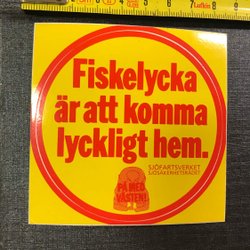 Fiskelycka
är att komma
lyckligt hem.
SJÖFARTSVERKET
SJÖSÄKERHETSRÅDET
PÅ MED
VÄSTEN!